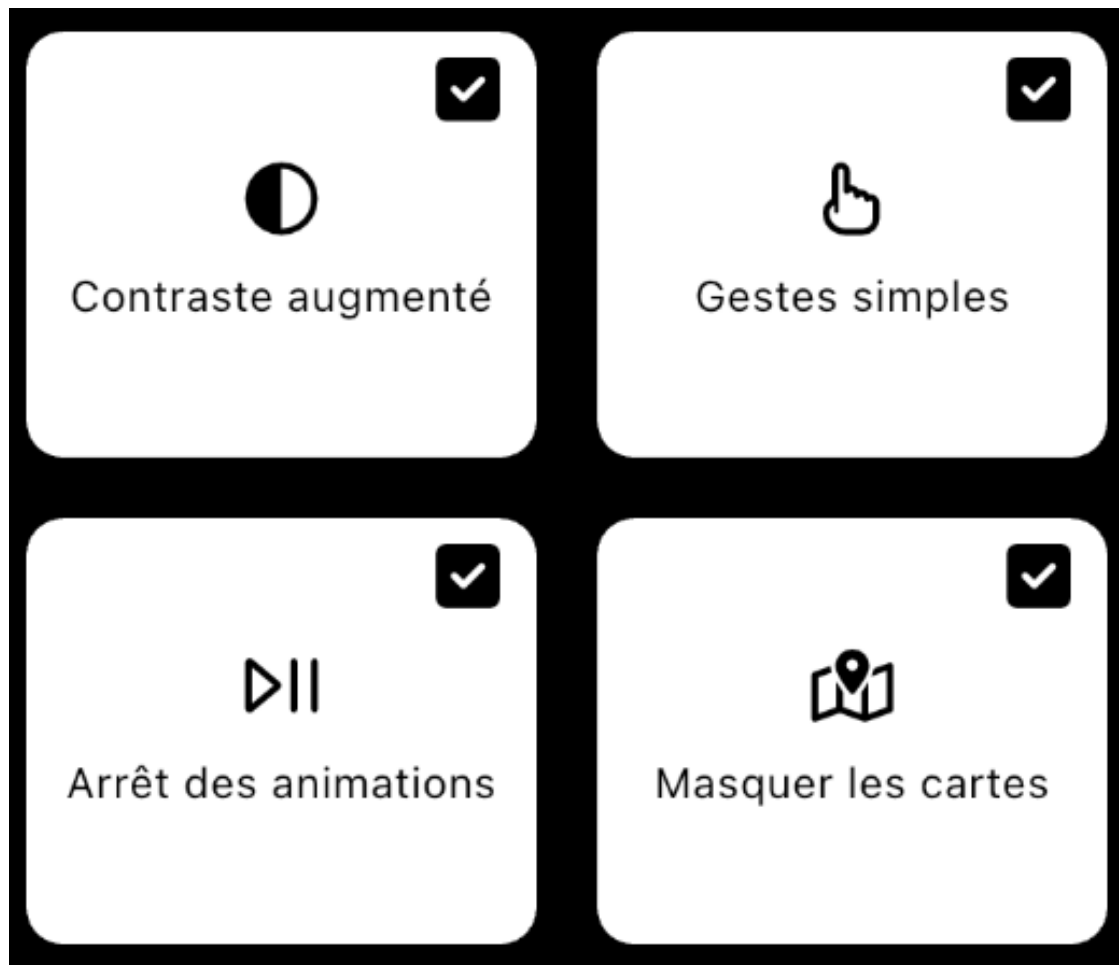 Contraste augmenté
Gestes simples
Arrêt des animations
Masquer les cartes